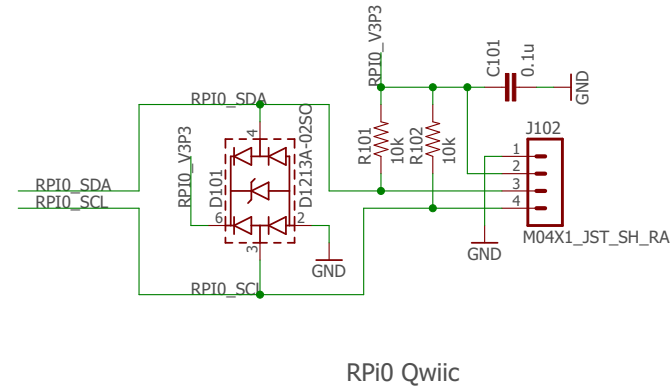 RPI0_V3P3
C101
0.1u
GND
RPI0_SDA
4
RPI0_V3P3
D101
D1213A-02SO
R101
10k
R102
10k
J102
1
2
3
4
RPI0_SDA
RPI0_SCL
6
2
3
GND
GND
M04X1_JST_SH_RA
RPI0_SCL
RPi0 Qwiic